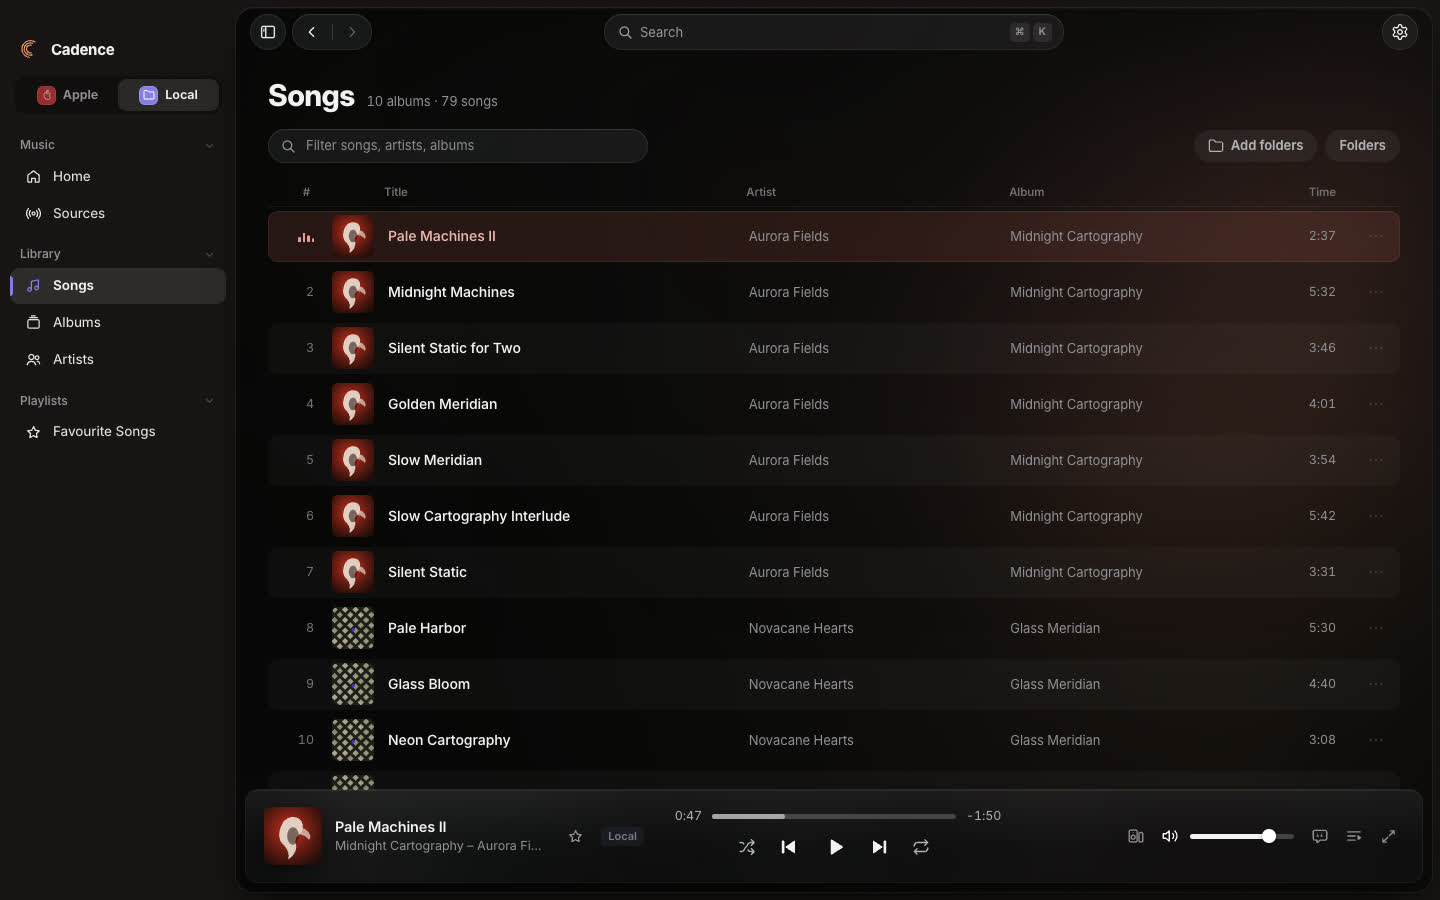 Cadence
Apple
Local
Music
Home
Sources
Library
Songs
Albums
Artists
Playlists
Favourite Songs
Search
⌘ K
Songs
10 albums · 79 songs
Filter songs, artists, albums
Add folders
Folders
# Title Artist Album Time
Pale Machines II Aurora Fields Midnight Cartography 2:37
2 Midnight Machines Aurora Fields Midnight Cartography 5:32
3 Silent Static for Two Aurora Fields Midnight Cartography 3:46
4 Golden Meridian Aurora Fields Midnight Cartography 4:01
5 Slow Meridian Aurora Fields Midnight Cartography 3:54
6 Slow Cartography Interlude Aurora Fields Midnight Cartography 5:42
7 Silent Static Aurora Fields Midnight Cartography 3:31
8 Pale Harbor Novacane Hearts Glass Meridian 5:30
9 Glass Bloom Novacane Hearts Glass Meridian 4:40
10 Neon Cartography Novacane Hearts Glass Meridian 3:08
Pale Machines II
Midnight Cartography – Aurora Fi...
Local
0:47
-1:50